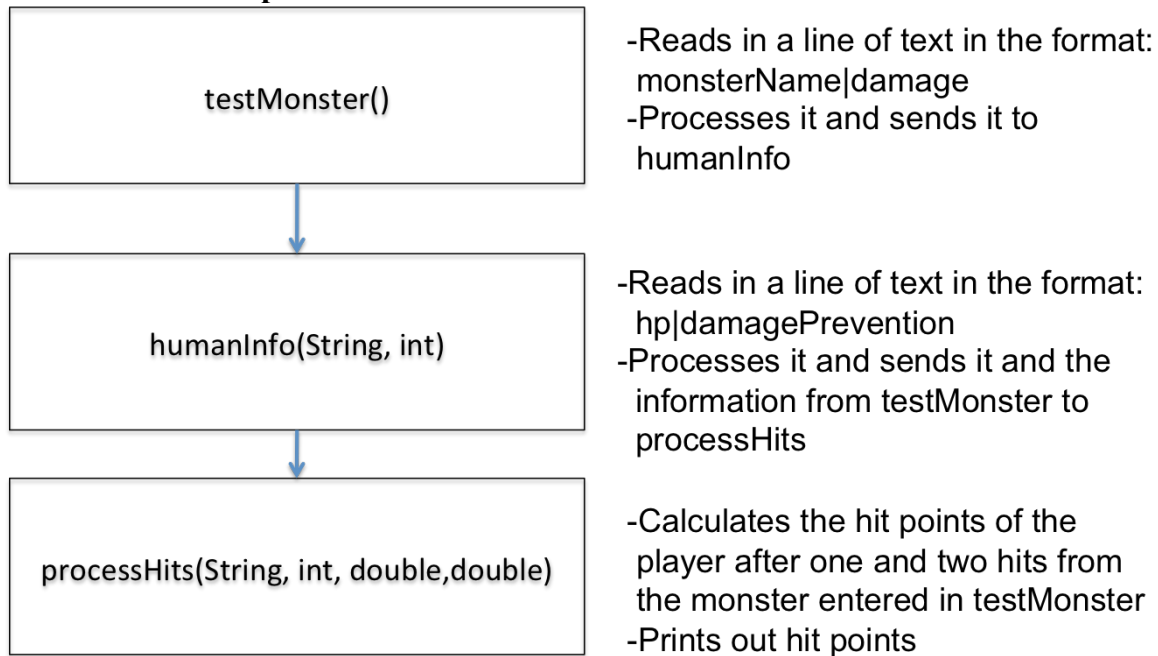 testMonster()
-Reads in a line of text in the format:
monsterName|damage
-Processes it and sends it to
humanInfo
humanInfo(String, int)
-Reads in a line of text in the format:
hp|damagePrevention
-Processes it and sends it and the
information from testMonster to
processHits
processHits(String, int, double,double)
-Calculates the hit points of the
player after one and two hits from
the monster entered in testMonster
-Prints out hit points